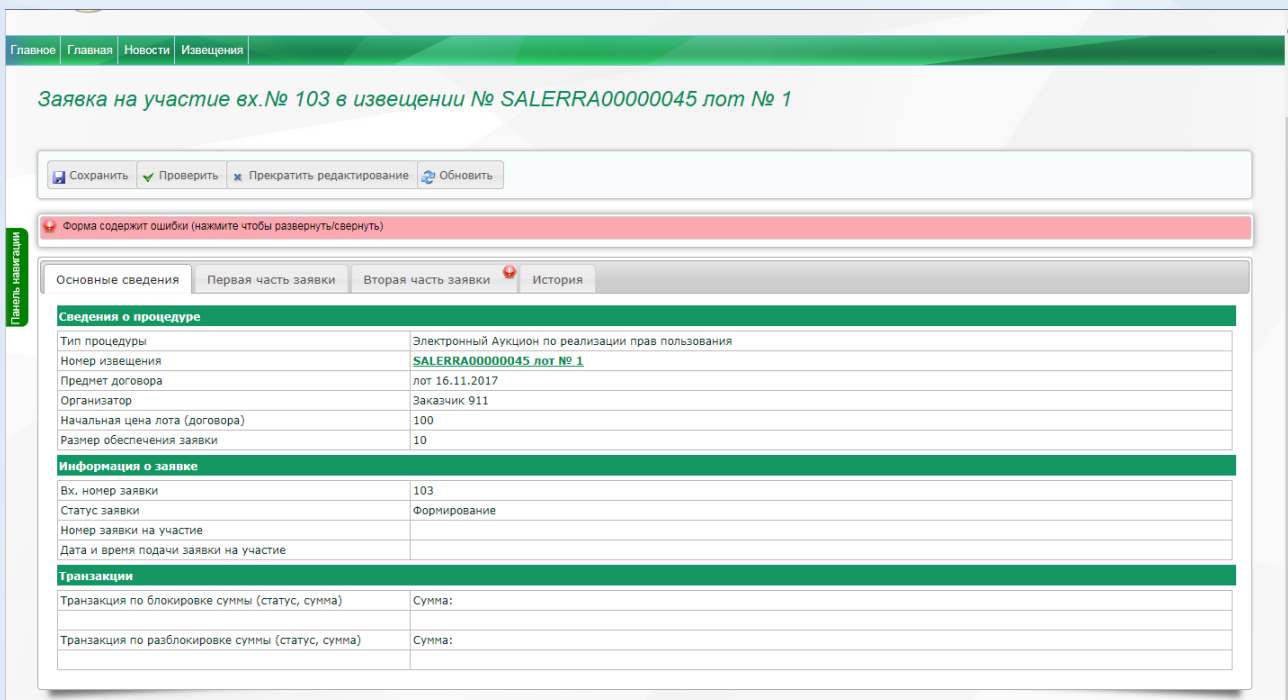 Главное Главная Новости Извещения
Заявка на участие вх.№ 103 в извещении № SALERRA00000045 лот № 1
Сохранить Проверить Прекратить редактирование Обновить
Форма содержит ошибки (нажмите чтобы развернуть/свернуть)
Панель навигации
Основные сведения Первая часть заявки Вторая часть заявки История
Сведения о процедуре
Тип процедуры Электронный Аукцион по реализации прав пользования
Номер извещения SALERRA00000045 лот № 1
Предмет договора лот 16.11.2017
Организатор Заказчик 911
Начальная цена лота (договора) 100
Размер обеспечения заявки 10
Информация о заявке
Вх. номер заявки 103
Статус заявки Формирование
Номер заявки на участие
Дата и время подачи заявки на участие
Транзакции
Транзакция по блокировке суммы (статус, сумма) Сумма:
Транзакция по разблокировке суммы (статус, сумма) Сумма: